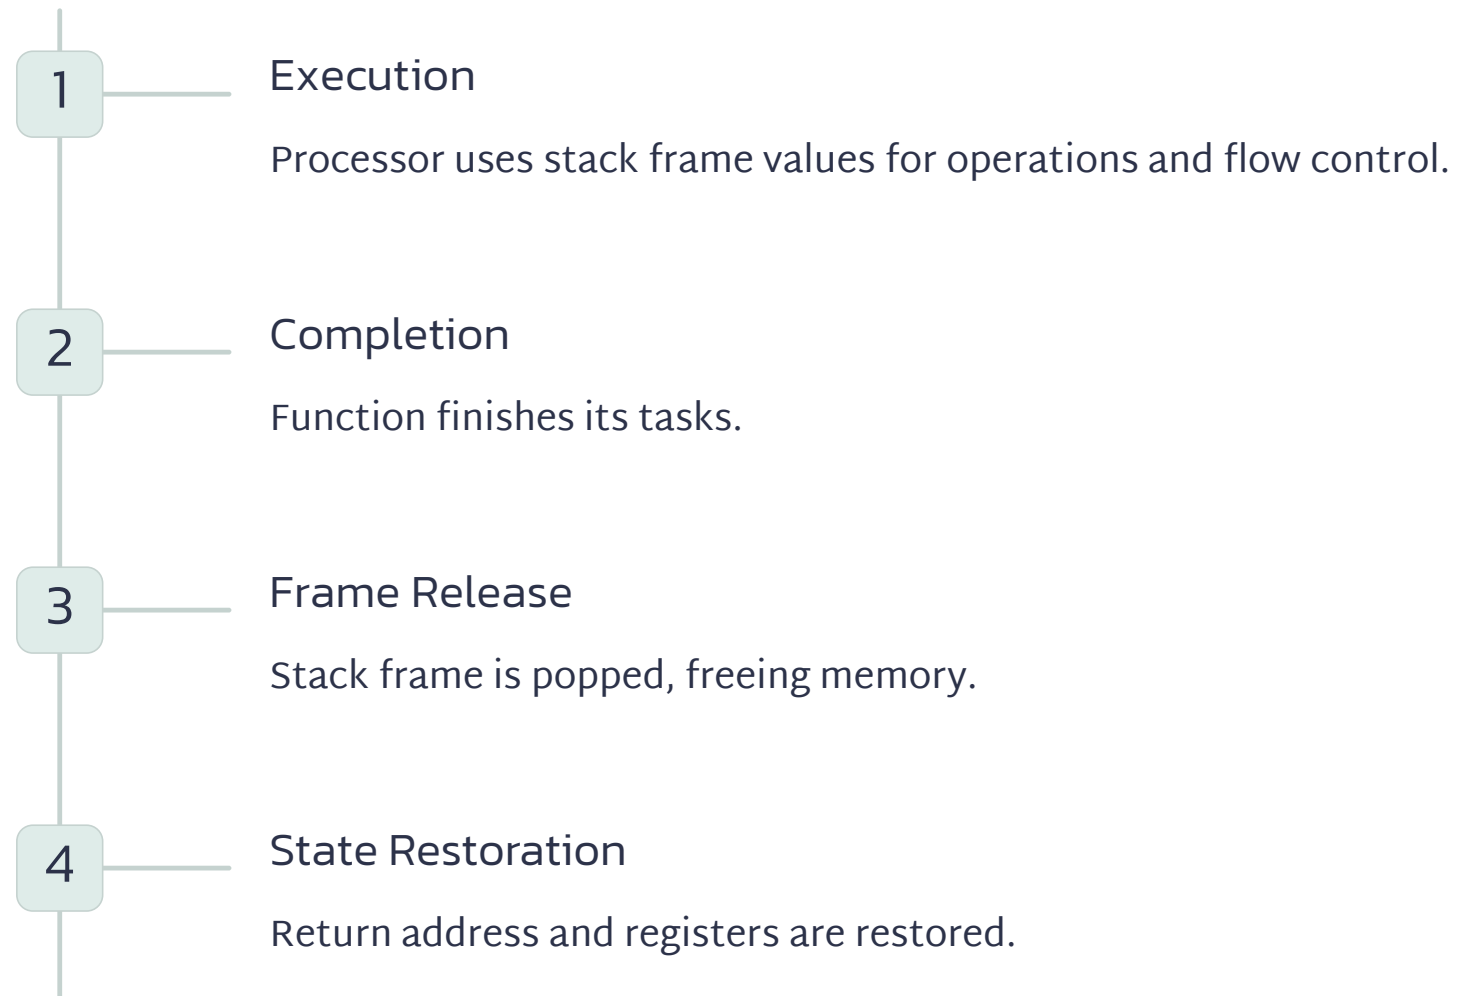 1
Execution
Processor uses stack frame values for operations and flow control.
2
Completion
Function finishes its tasks.
3
Frame Release
Stack frame is popped, freeing memory.
4
State Restoration
Return address and registers are restored.